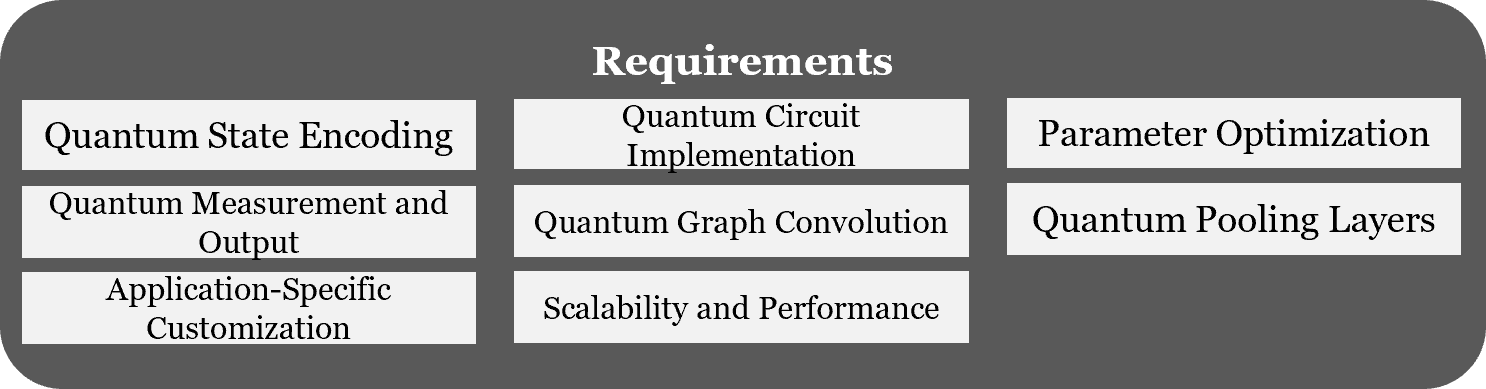 Requirements
Quantum State Encoding
Quantum Circuit
Implementation
Parameter Optimization
Quantum Measurement and
Output
Quantum Graph Convolution
Quantum Pooling Layers
Application-Specific
Customization
Scalability and Performance